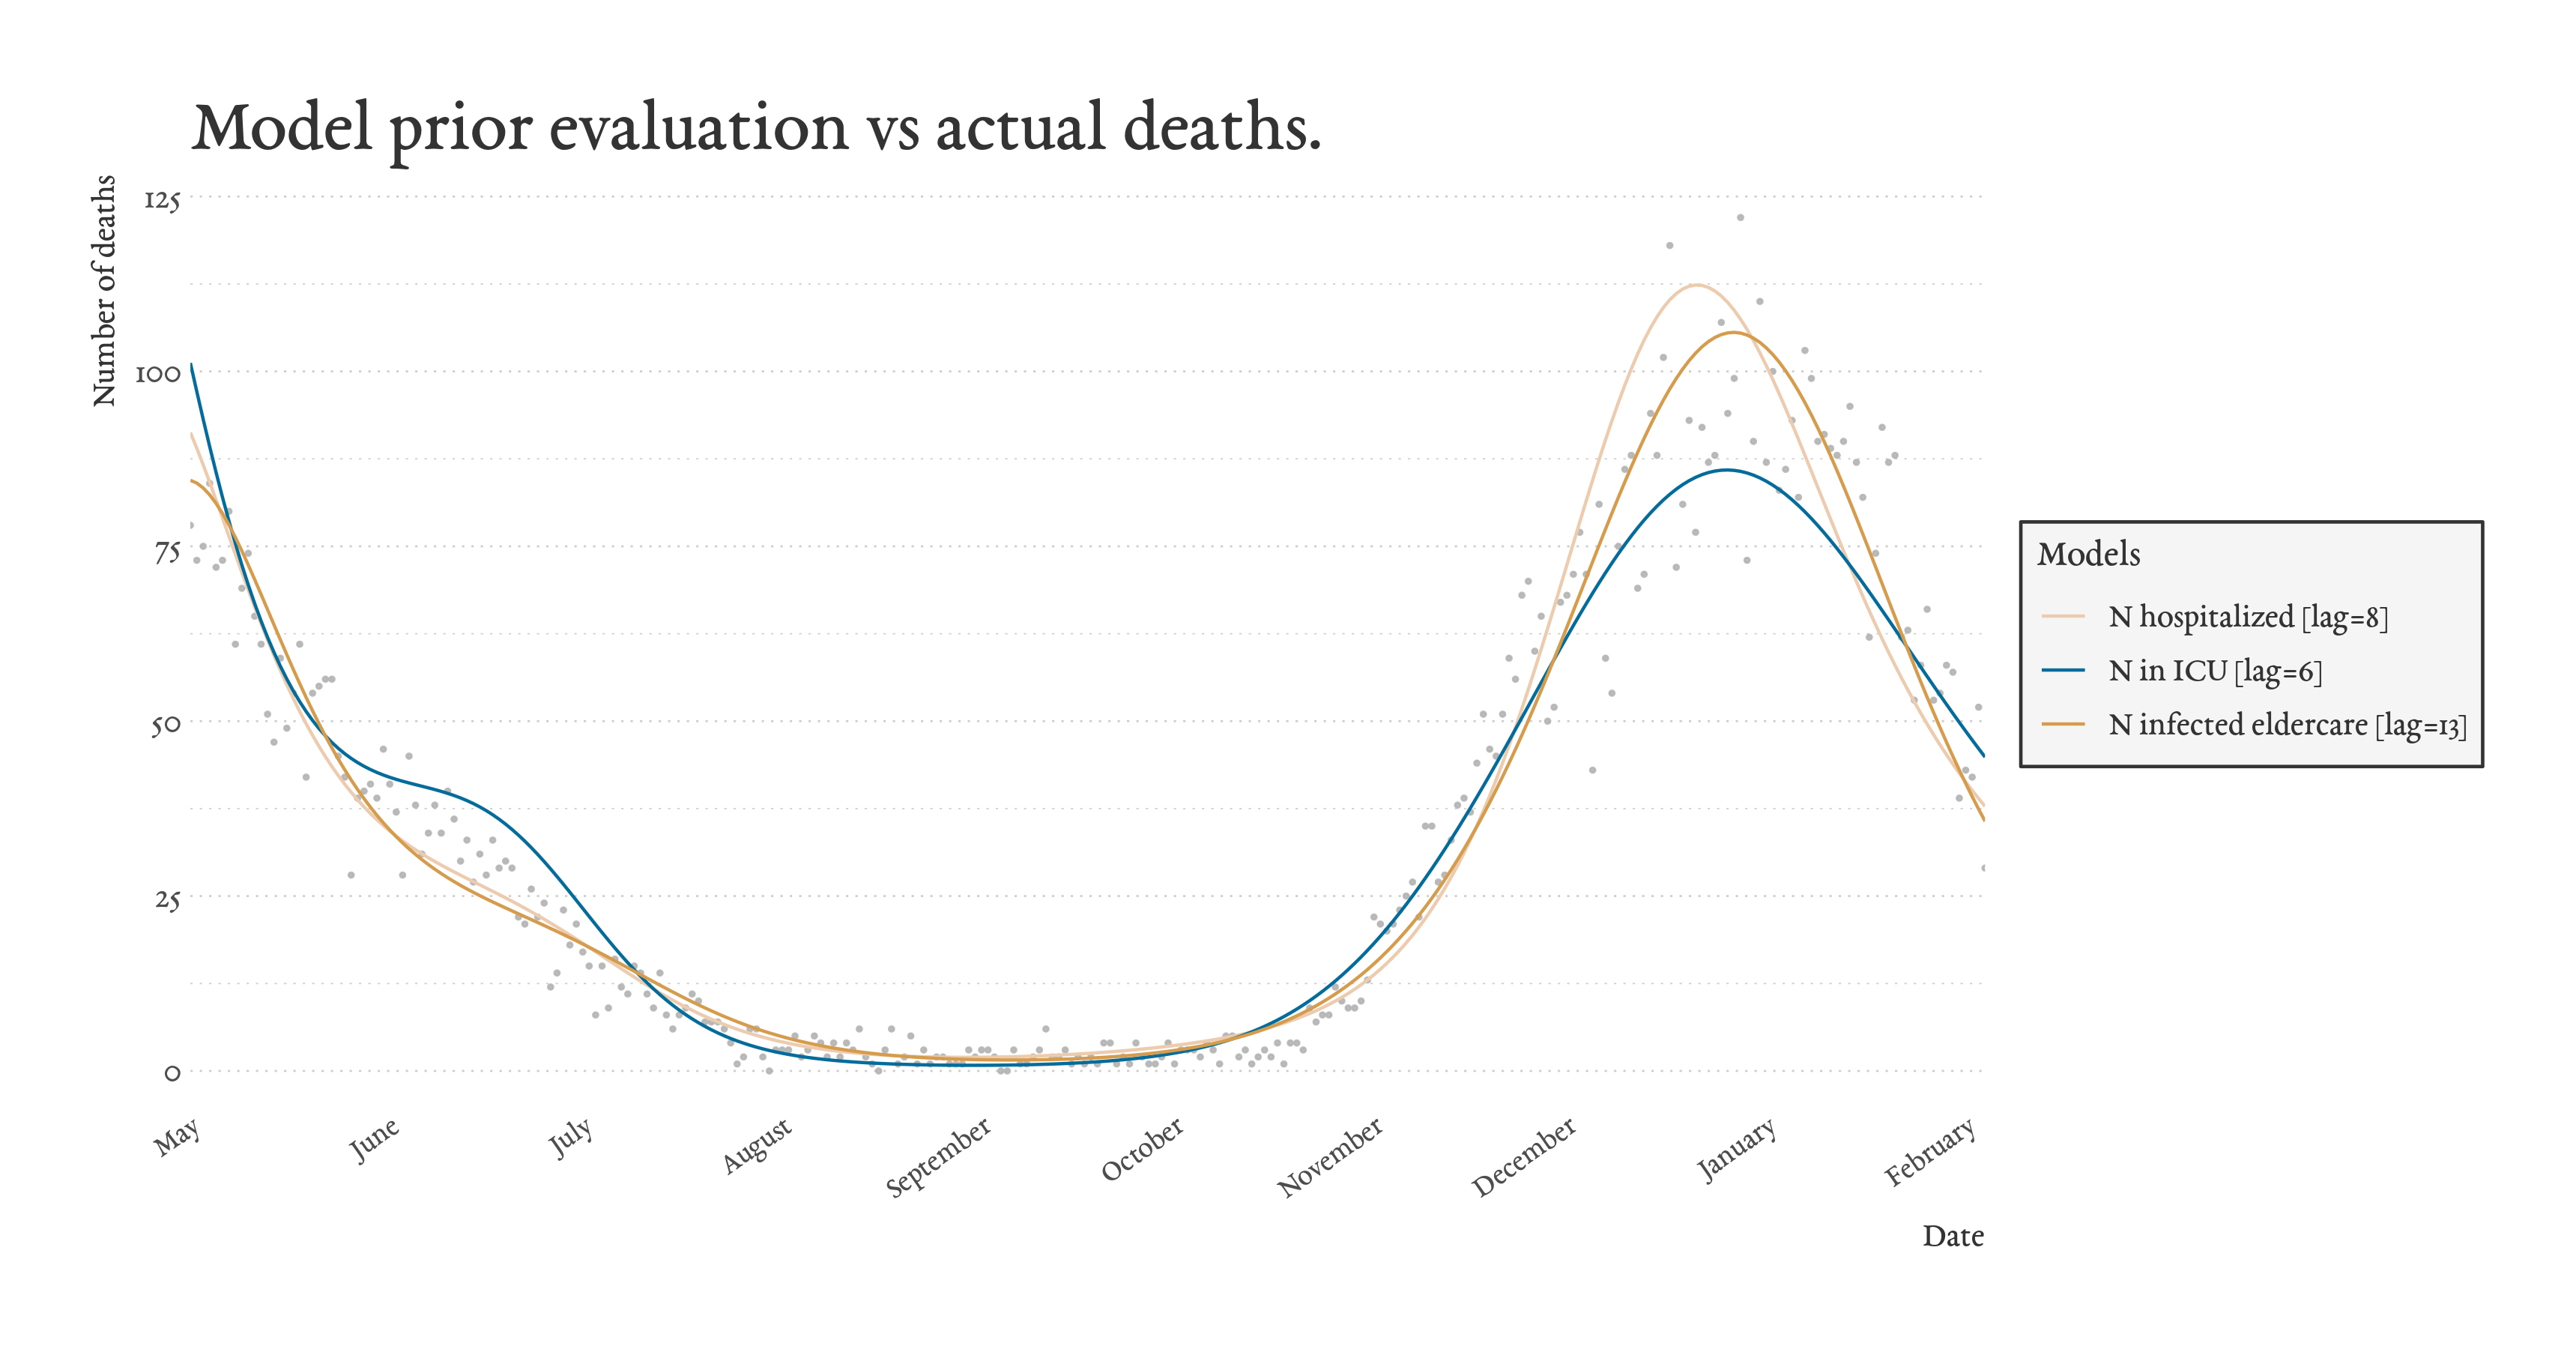 Model prior evaluation vs actual deaths.
Number of deaths
125
100
75
50
25
0
May
June
July
August
September
October
November
December
January
February
Date
Models
N hospitalized [lag=8]
N in ICU [lag=6]
N infected eldercare [lag=13]